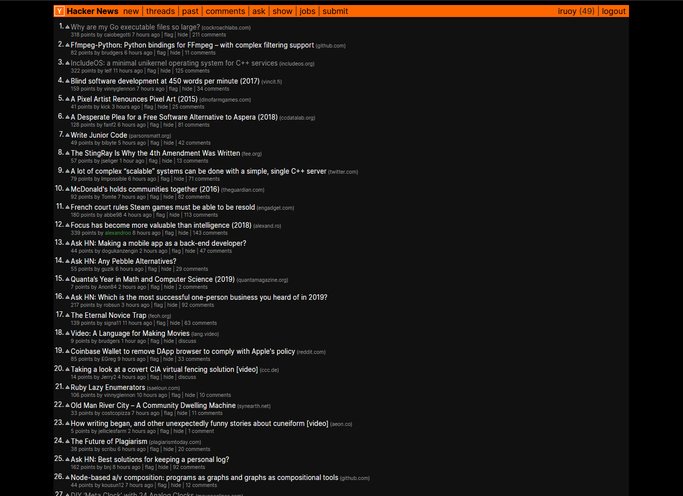 Y Hacker News new | threads | past | comments | ask | show | jobs | submit iruoy (49) | logout
1. Why are my Go executable files so large? (cockroachlabs.com)
318 points by caiobegotti 7 hours ago | flag | hide | 211 comments
2. Ffmpeg-Python: Python bindings for FFmpeg – with complex filtering support (github.com)
82 points by brudgers 6 hours ago | flag | hide | 11 comments
3. IncludeOS: a minimal unikernel operating system for C++ services (includeos.org)
322 points by leif 11 hours ago | flag | hide | 125 comments
4. Blind software development at 450 words per minute (2017) (vincit.fi)
159 points by vinnyglennon 7 hours ago | flag | hide | 34 comments
5. A Pixel Artist Renounces Pixel Art (2015) (dinofarmgames.com)
41 points by kick 3 hours ago | flag | hide | 25 comments
6. A Desperate Plea for a Free Software Alternative to Aspera (2018) (ccdatalab.org)
128 points by fanf2 6 hours ago | flag | hide | 81 comments
7. Write Junior Code (parsonsmatt.org)
49 points by bibyte 5 hours ago | flag | hide | 42 comments
8. The StingRay Is Why the 4th Amendment Was Written (fee.org)
57 points by jseliger 1 hour ago | flag | hide | 13 comments
9. A lot of complex “scalable” systems can be done with a simple, single C++ server (twitter.com)
79 points by Impossible 6 hours ago | flag | hide | 71 comments
10. McDonald's holds communities together (2016) (theguardian.com)
92 points by Tomte 7 hours ago | flag | hide | 82 comments
11. French court rules Steam games must be able to be resold (engadget.com)
180 points by abbe98 4 hours ago | flag | hide | 113 comments
12. Focus has become more valuable than intelligence (2018) (alexand.ro)
339 points by alexandroo 8 hours ago | flag | hide | 143 comments
13. Ask HN: Making a mobile app as a back-end developer?
44 points by dogukanzengin 2 hours ago | flag | hide | 47 comments
14. Ask HN: Any Pebble Alternatives?
55 points by guzik 6 hours ago | flag | hide | 29 comments
15. Quanta's Year in Math and Computer Science (2019) (quantamagazine.org)
7 points by Anon84 2 hours ago | flag | hide | 2 comments
16. Ask HN: Which is the most successful one-person business you heard of in 2019?
217 points by robsun 3 hours ago | flag | hide | 92 comments
17. The Eternal Novice Trap (feoh.org)
139 points by signa11 11 hours ago | flag | hide | 63 comments
18. Video: A Language for Making Movies (lang.video)
9 points by brudgers 1 hour ago | flag | hide | discuss
19. Coinbase Wallet to remove DApp browser to comply with Apple's policy (reddit.com)
85 points by EGreg 9 hours ago | flag | hide | 33 comments
20. Taking a look at a covert CIA virtual fencing solution [video] (ccc.de)
14 points by Jerry2 4 hours ago | flag | hide | discuss
21. Ruby Lazy Enumerators (saeloun.com)
106 points by vinnyglennon 10 hours ago | flag | hide | 10 comments
22. Old Man River City – A Community Dwelling Machine (synearth.net)
33 points by costcopizza 7 hours ago | flag | hide | 11 comments
23. How writing began, and other unexpectedly funny stories about cuneiform [video] (aeon.co)
5 points by jelliclesfarm 2 hours ago | flag | hide | 1 comment
24. The Future of Plagiarism (plagiarismtoday.com)
38 points by scribu 6 hours ago | flag | hide | 20 comments
25. Ask HN: Best solutions for keeping a personal log?
162 points by bnj 8 hours ago | flag | hide | 92 comments
26. Node-based a/v composition: programs as graphs and graphs as compositional tools (github.com)
44 points by kousun12 7 hours ago | flag | hide | 12 comments
27. DIY 'Meta Clock' with 24 Analog Clocks